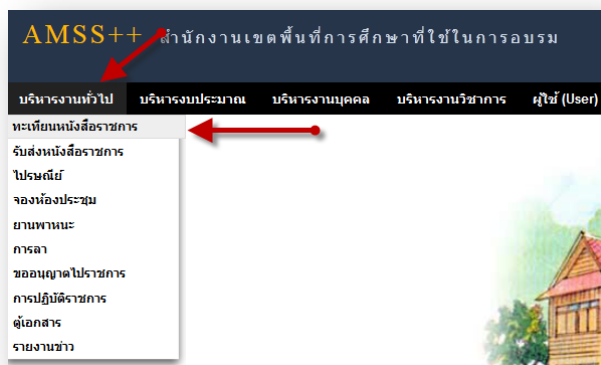 AMSS++ สำนักงานเขตพื้นที่การศึกษาที่ใช้ในการอบรม
บริหารงานทั่วไป บริหารงบประมาณ บริหารงานบุคคล บริหารงานวิชาการ ผู้ใช้ (User)
ทะเทียนหนังสือราชการ
รับส่งหนังสือราชการ
ไปรษณีย์
จองห้องประชุม
ยานพาหนะ
การลา
ขออนุญาตไปราชการ
การปฏิบัติราชการ
ตู้เอกสาร
รายงานข่าว